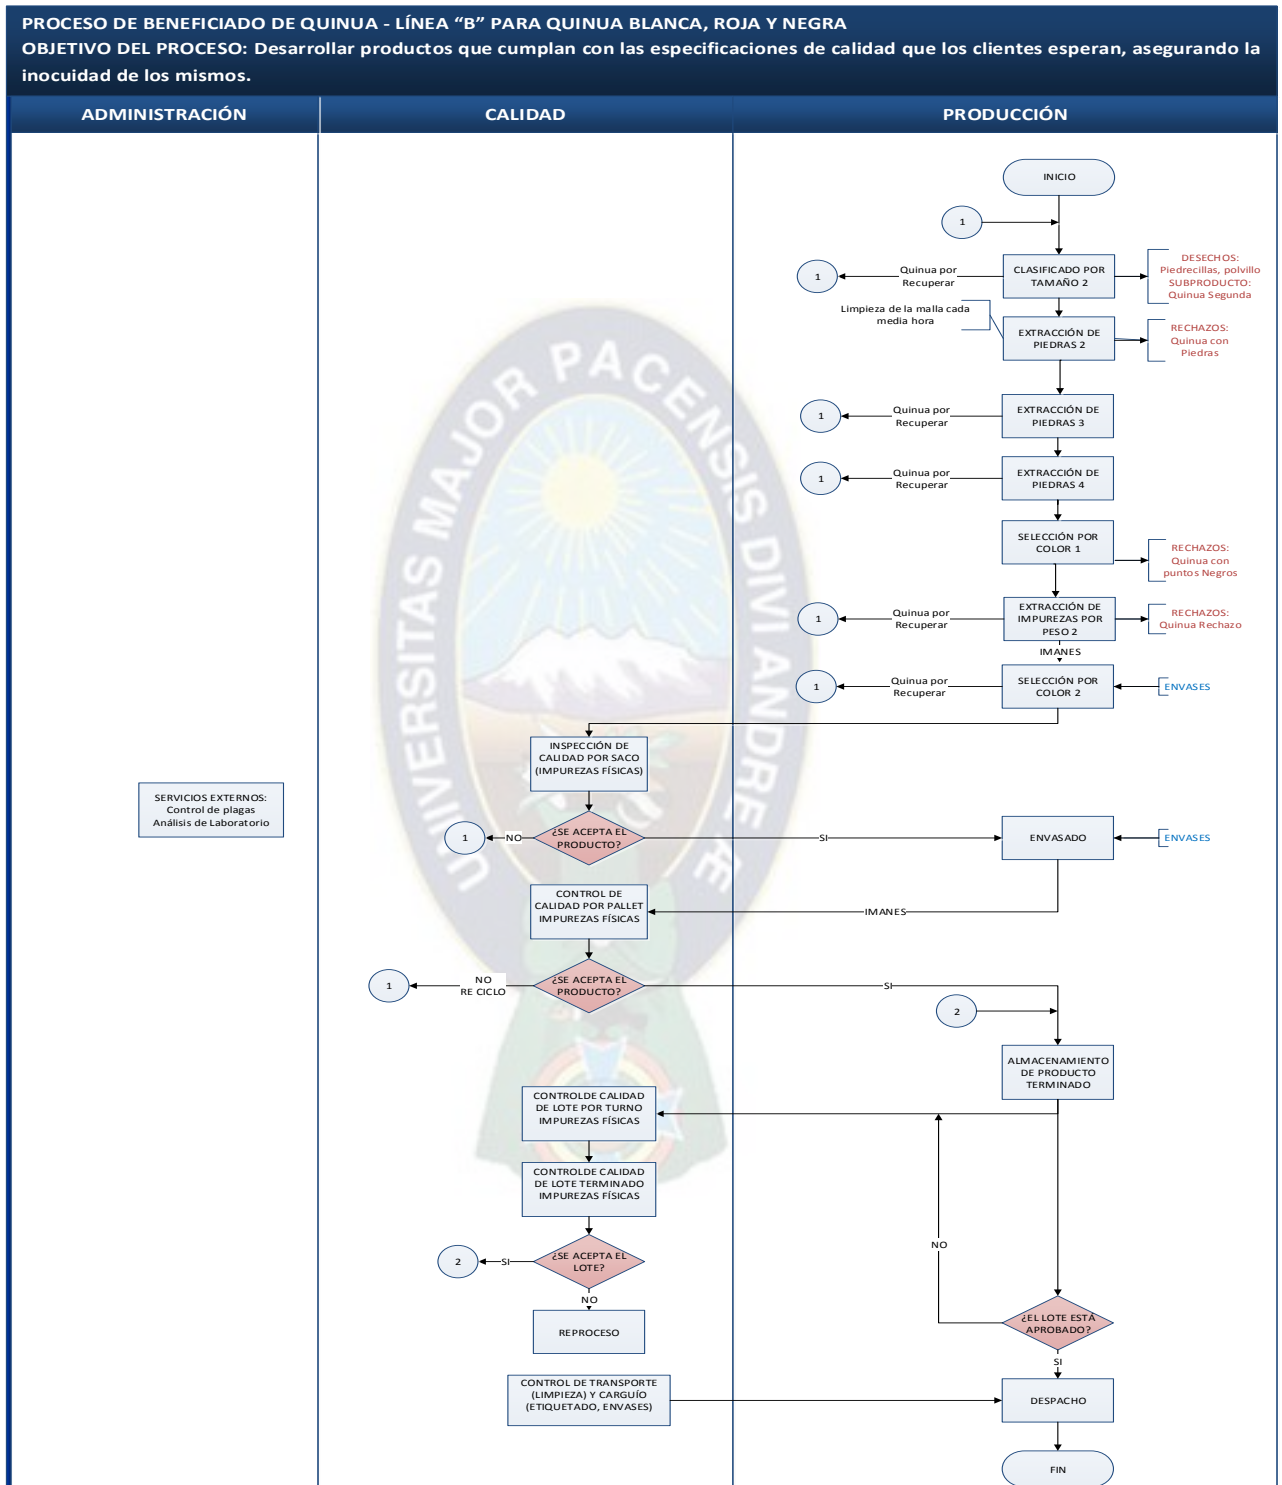 PROCESO DE BENEFICIADO DE QUINUA - LÍNEA “B” PARA QUINUA BLANCA, ROJA Y NEGRA
OBJETIVO DEL PROCESO: Desarrollar productos que cumplan con las especificaciones de calidad que los clientes esperan, asegurando la
inocuidad de los mismos.
ADMINISTRACIÓN
CALIDAD
PRODUCCIÓN
INICIO
1
1
Quinua por
Recuperar
CLASIFICADO POR
TAMAÑO 2
DESECHOS:
Piedrecillas, polvillo
SUBPRODUCTO:
Quinua Segunda
Limpieza de la malla cada
media hora
EXTRACCIÓN DE
PIEDRAS 2
RECHAZOS:
Quinua con
Piedras
1
Quinua por
Recuperar
EXTRACCIÓN DE
PIEDRAS 3
1
Quinua por
Recuperar
EXTRACCIÓN DE
PIEDRAS 4
SELECCIÓN POR
COLOR 1
RECHAZOS:
Quinua con
puntos Negros
1
Quinua por
Recuperar
EXTRACCIÓN DE
IMPUREZAS POR
PESO 2
RECHAZOS:
Quinua Rechazo
IMANES
1
Quinua por
Recuperar
SELECCIÓN POR
COLOR 2
ENVASES
INSPECCIÓN DE
CALIDAD POR SACO
(IMPUREZAS FÍSICAS)
SERVICIOS EXTERNOS:
Control de plagas
Análisis de Laboratorio
1
NO
¿SE ACEPTA EL
PRODUCTO?
SI
ENVASADO
ENVASES
CONTROL DE
CALIDAD POR PALLET
IMPUREZAS FÍSICAS
IMANES
1
NO
RE CICLO
¿SE ACEPTA EL
PRODUCTO?
SI
2
ALMACENAMIENTO
DE PRODUCTO
TERMINADO
CONTROLDE CALIDAD
DE LOTE POR TURNO
IMPUREZAS FÍSICAS
CONTROLDE CALIDAD
DE LOTE TERMINADO
IMPUREZAS FÍSICAS
NO
2
SI
¿SE ACEPTA EL
LOTE?
NO
REPROCESO
¿EL LOTE ESTÁ
APROBADO?
SI
CONTROL DE TRANSPORTE
(LIMPIEZA) Y CARGUÍO
(ETIQUETADO, ENVASES)
DESPACHO
FIN
UNIVERSITAS MAJOR PACENSIS DIVI ANDRE Æ